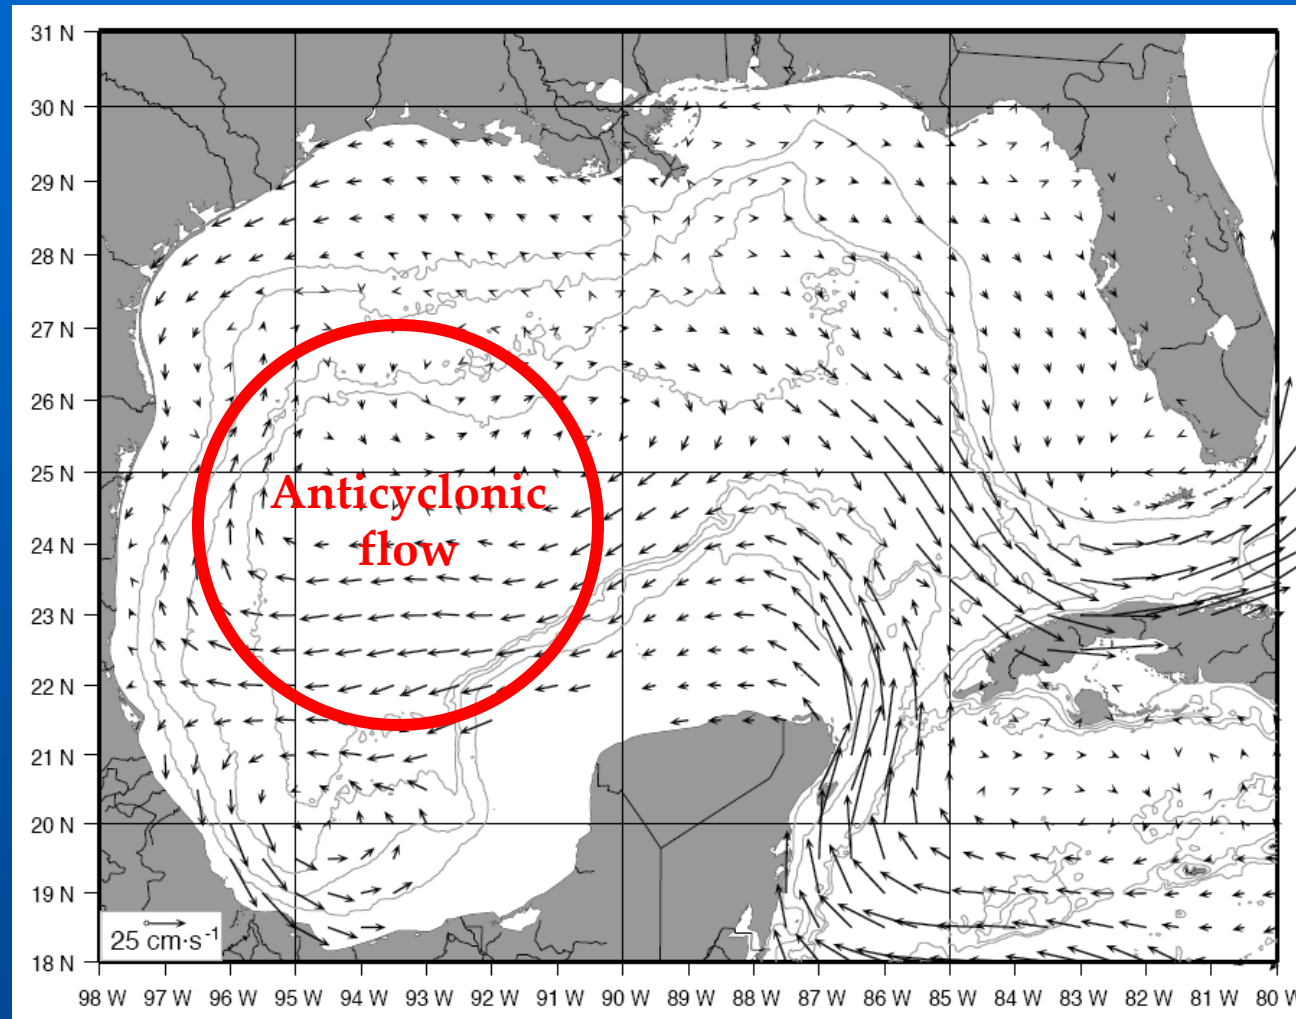 31 N
30 N
29 N
28 N
27 N
26 N
25 N
24 N
23 N
22 N
21 N
20 N
19 N
18 N
Anticyclonic
flow
25 cm·s⁻¹
98 W 97 W 96 W 95 W 94 W 93 W 92 W 91 W 90 W 89 W 88 W 87 W 86 W 85 W 84 W 83 W 82 W 81 W 80 W